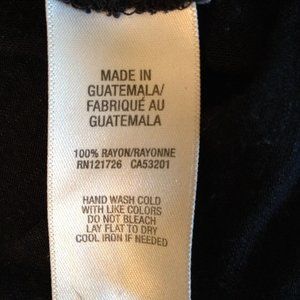 MADE IN
GUATEMALA/
FABRIQUÉ AU
GUATEMALA
100% RAYON/RAYONNE
RN121726 CA53201
HAND WASH COLD
WITH LIKE COLORS
DO NOT BLEACH
LAY FLAT TO DRY
COOL IRON IF NEEDED